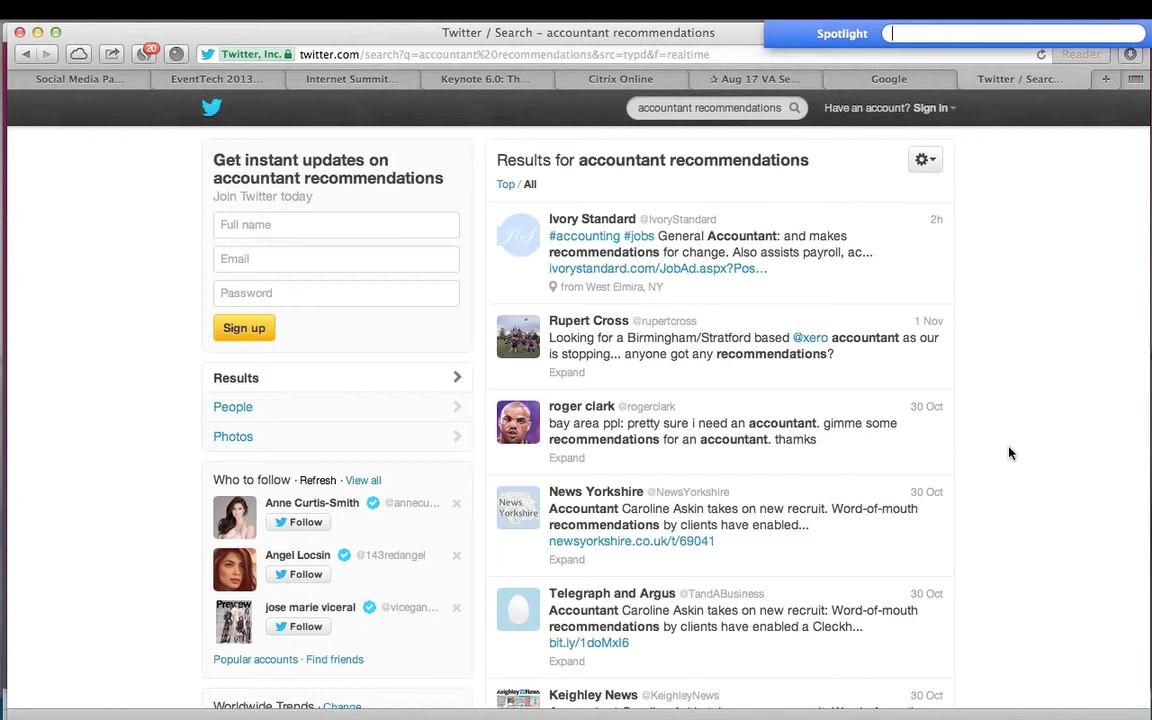 Twitter / Search – accountant recommendations
Spotlight
20
Twitter, Inc.
twitter.com/search?q=accountant%20recommendations&src=typd&f=realtime
Reader
Social Media Pa...
EventTech 2013...
Internet Summit...
Keynote 6.0: Th...
Citrix Online
☆ Aug 17 VA Se...
Google
Twitter / Searc...
accountant recommendations
Have an account? Sign in
Get instant updates on
accountant recommendations
Join Twitter today
Full name
Email
Password
Sign up
Results
People
Photos
Who to follow · Refresh · View all
Anne Curtis-Smith @annecu...
Follow
Angel Locsin @143redangel
Follow
Preview
jose marie viceral @vicegan...
Follow
Popular accounts · Find friends
Worldwide Trends · Change
Results for accountant recommendations
Top / All
Ivory Standard @IvoryStandard 2h
#accounting #jobs General Accountant: and makes
recommendations for change. Also assists payroll, ac...
ivorystandard.com/JobAd.aspx?Pos...
from West Elmira, NY
Rupert Cross @rupertcross 1 Nov
Looking for a Birmingham/Stratford based @xero accountant as our
is stopping... anyone got any recommendations?
Expand
roger clark @rogerclark 30 Oct
bay area ppl: pretty sure i need an accountant. gimme some
recommendations for an accountant. thanks
Expand
News
Yorkshire
News Yorkshire @NewsYorkshire 30 Oct
Accountant Caroline Askin takes on new recruit. Word-of-mouth
recommendations by clients have enabled...
newsyorkshire.co.uk/t/69041
Expand
Telegraph and Argus @TandABusiness 30 Oct
Accountant Caroline Askin takes on new recruit: Word-of-mouth
recommendations by clients have enabled a Cleckh...
bit.ly/1doMxI6
Expand
Keighley News
Keighley News @KeighleyNews 30 Oct